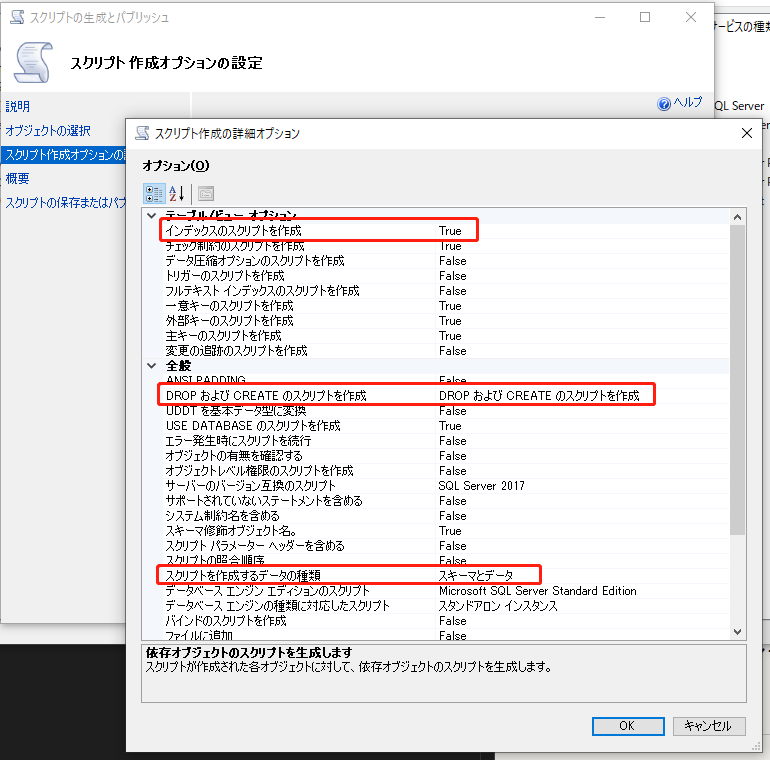 スクリプトの生成とパブリッシュ
スクリプト作成オプションの設定
説明
オブジェクトの選択
スクリプト作成オプションの
概要
スクリプトの保存またはパブ
ヘルプ
サービスの種類
QL Server
スクリプト作成の詳細オプション
オプション(O)
テーブル/ビュー オプション
インデックスのスクリプトを作成 True
チェック制約のスクリプトを作成 True
データ圧縮オプションのスクリプトを作成 False
トリガーのスクリプトを作成 False
フルテキスト インデックスのスクリプトを作成 False
一意キーのスクリプトを作成 True
外部キーのスクリプトを作成 True
主キーのスクリプトを作成 True
変更の追跡のスクリプトを作成 False
全般
ANSI PADDING False
DROP および CREATE のスクリプトを作成 DROP および CREATE のスクリプトを作成
UDDT を基本データ型に変換 False
USE DATABASE のスクリプトを作成 True
エラー発生時にスクリプトを続行 False
オブジェクトの有無を確認する False
オブジェクトレベル権限のスクリプトを作成 False
サーバーのバージョン互換のスクリプト SQL Server 2017
サポートされていないステートメントを含める False
システム制約名を含める False
スキーマ修飾オブジェクト名。 True
スクリプト パラメーター ヘッダーを含める False
スクリプトの照合順序 False
スクリプトを作成するデータの種類 スキーマとデータ
データベース エンジン エディションのスクリプト Microsoft SQL Server Standard Edition
データベース エンジンの種類に対応したスクリプト スタンドアロン インスタンス
バインドのスクリプトを作成 False
ファイルに追加 False
依存オブジェクトのスクリプトを生成します
スクリプトが作成された各オブジェクトに対して、依存オブジェクトのスクリプトを生成します。
OK
キャンセル